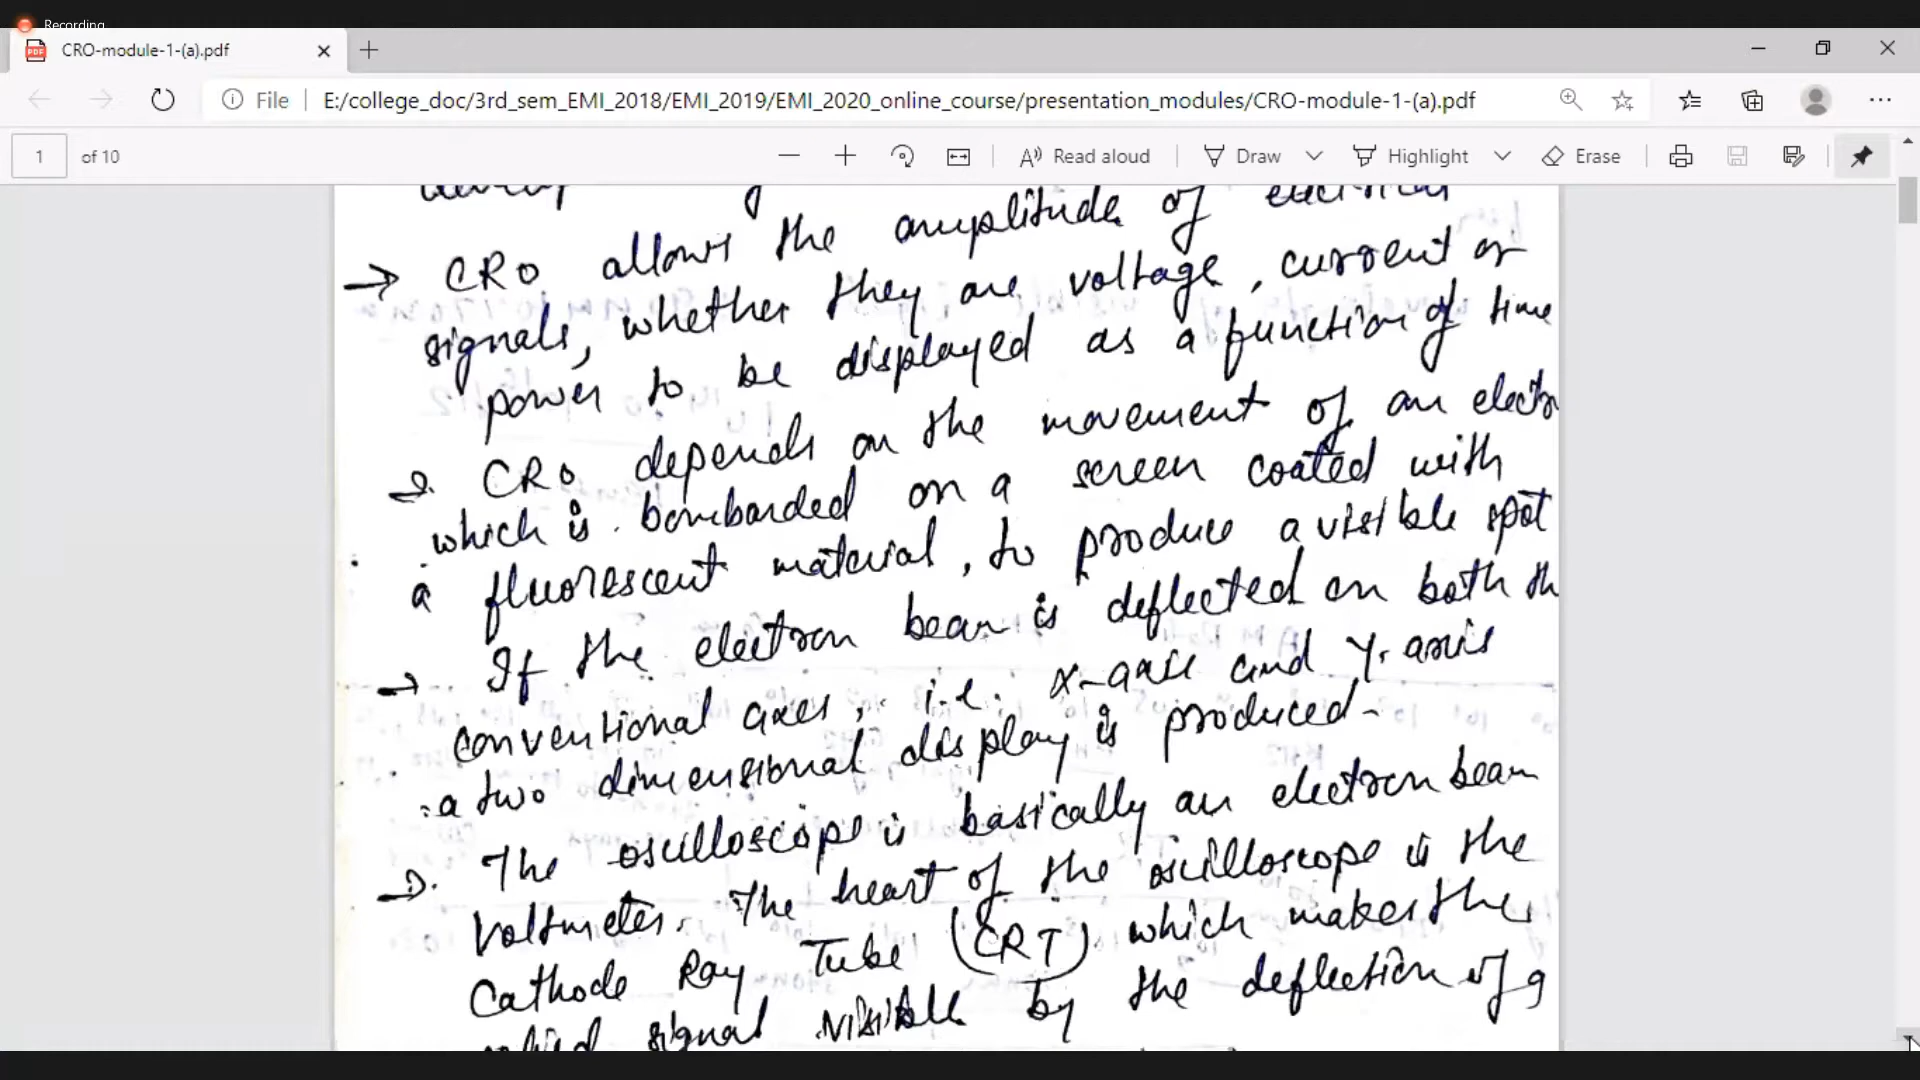 Recording
CRO-module-1-(a).pdf
File E:/college_doc/3rd_sem_EMI_2018/EMI_2019/EMI_2020_online_course/presentation_modules/CRO-module-1-(a).pdf
1 of 10 Read aloud Draw Highlight Erase
→ CRO allows the amplitude of electrical
signals, whether they are voltage, current or
power to be displayed as a function of time
→ CRO depends on the movement of an electro
which is bombarded on a screen coated with
a fluorescent material, to produce a visible spot
→ If the electron beam is deflected on both th
conventional axes, i.e. X-axis and Y-axis
a two dimensional display is produced-
→ The oscilloscope is basically an electron beam
Voltmeter. The heart of the oscilloscope is the
Cathode Ray Tube (CRT) which makes the
signal visible by the deflection of a